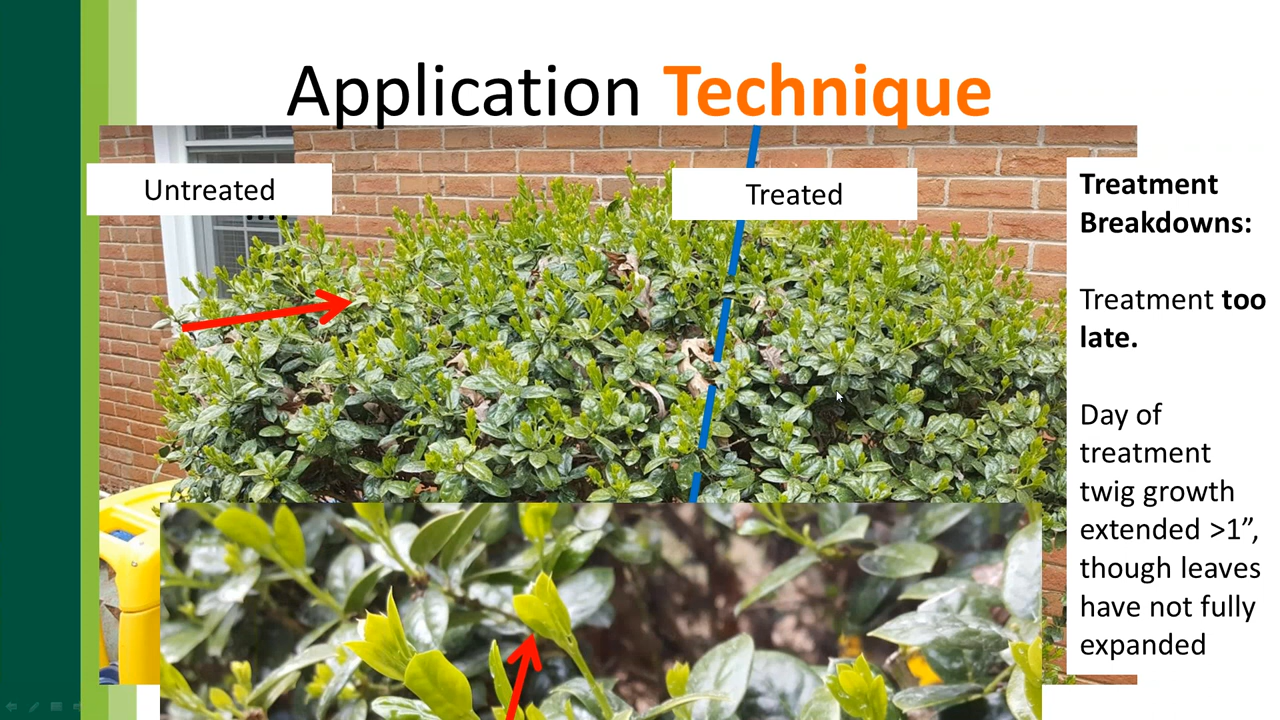 Application Technique
Untreated
Treated
Treatment
Breakdowns:
Treatment too
late.
Day of
treatment
twig growth
extended >1”,
though leaves
have not fully
expanded